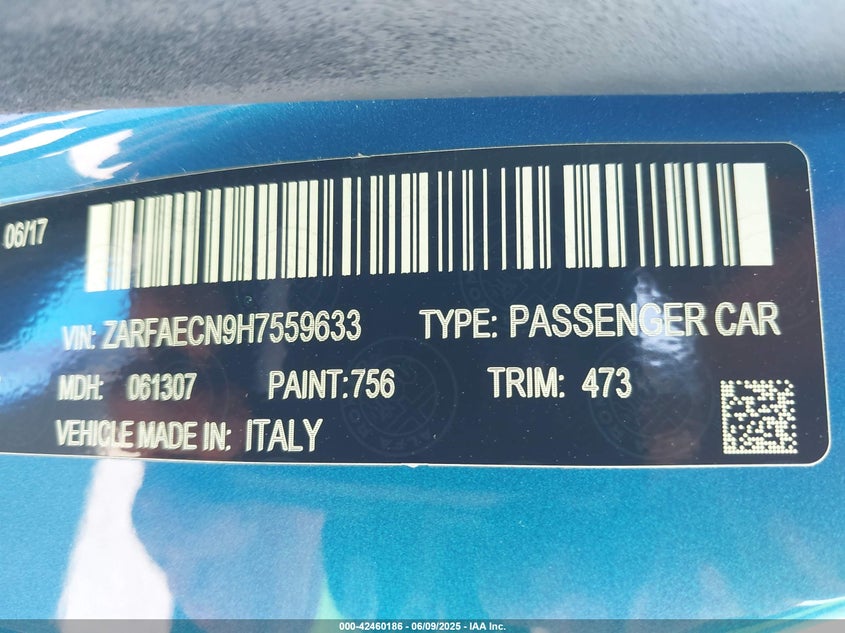 06/17
VIN: ZARFAECN9H7559633 TYPE: PASSENGER CAR
MDH: 061307 PAINT:756 TRIM: 473
VEHICLE MADE IN: ITALY
000-42460186 - 06/09/2025 - IAA Inc.